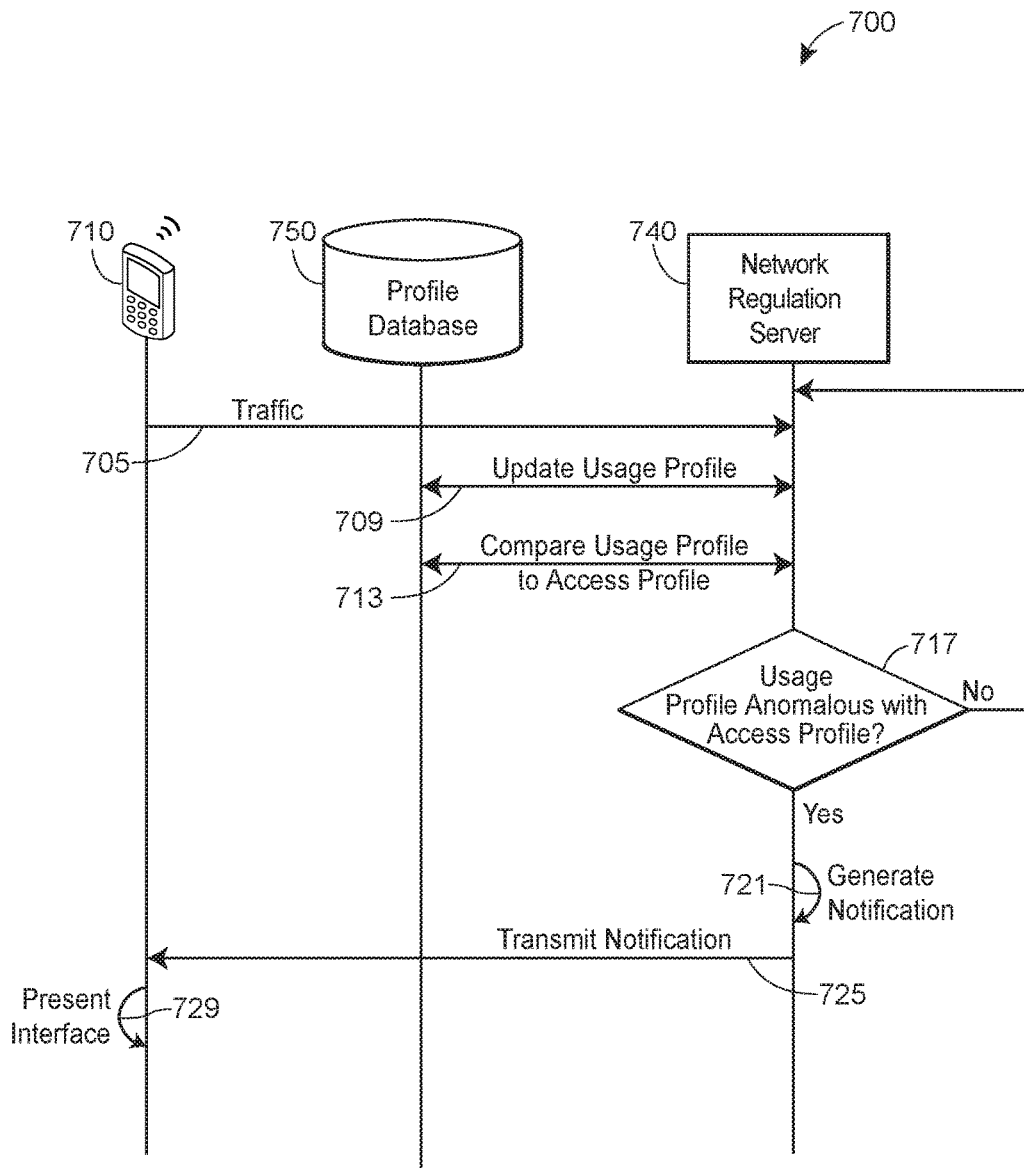 700
710
750
740
Profile
Database
Network
Regulation
Server
Traffic
705
Update Usage Profile
709
Compare Usage Profile
to Access Profile
713
717
Usage
Profile Anomalous with
Access Profile?
No
Yes
721
Generate
Notification
Transmit Notification
725
Present
Interface
729